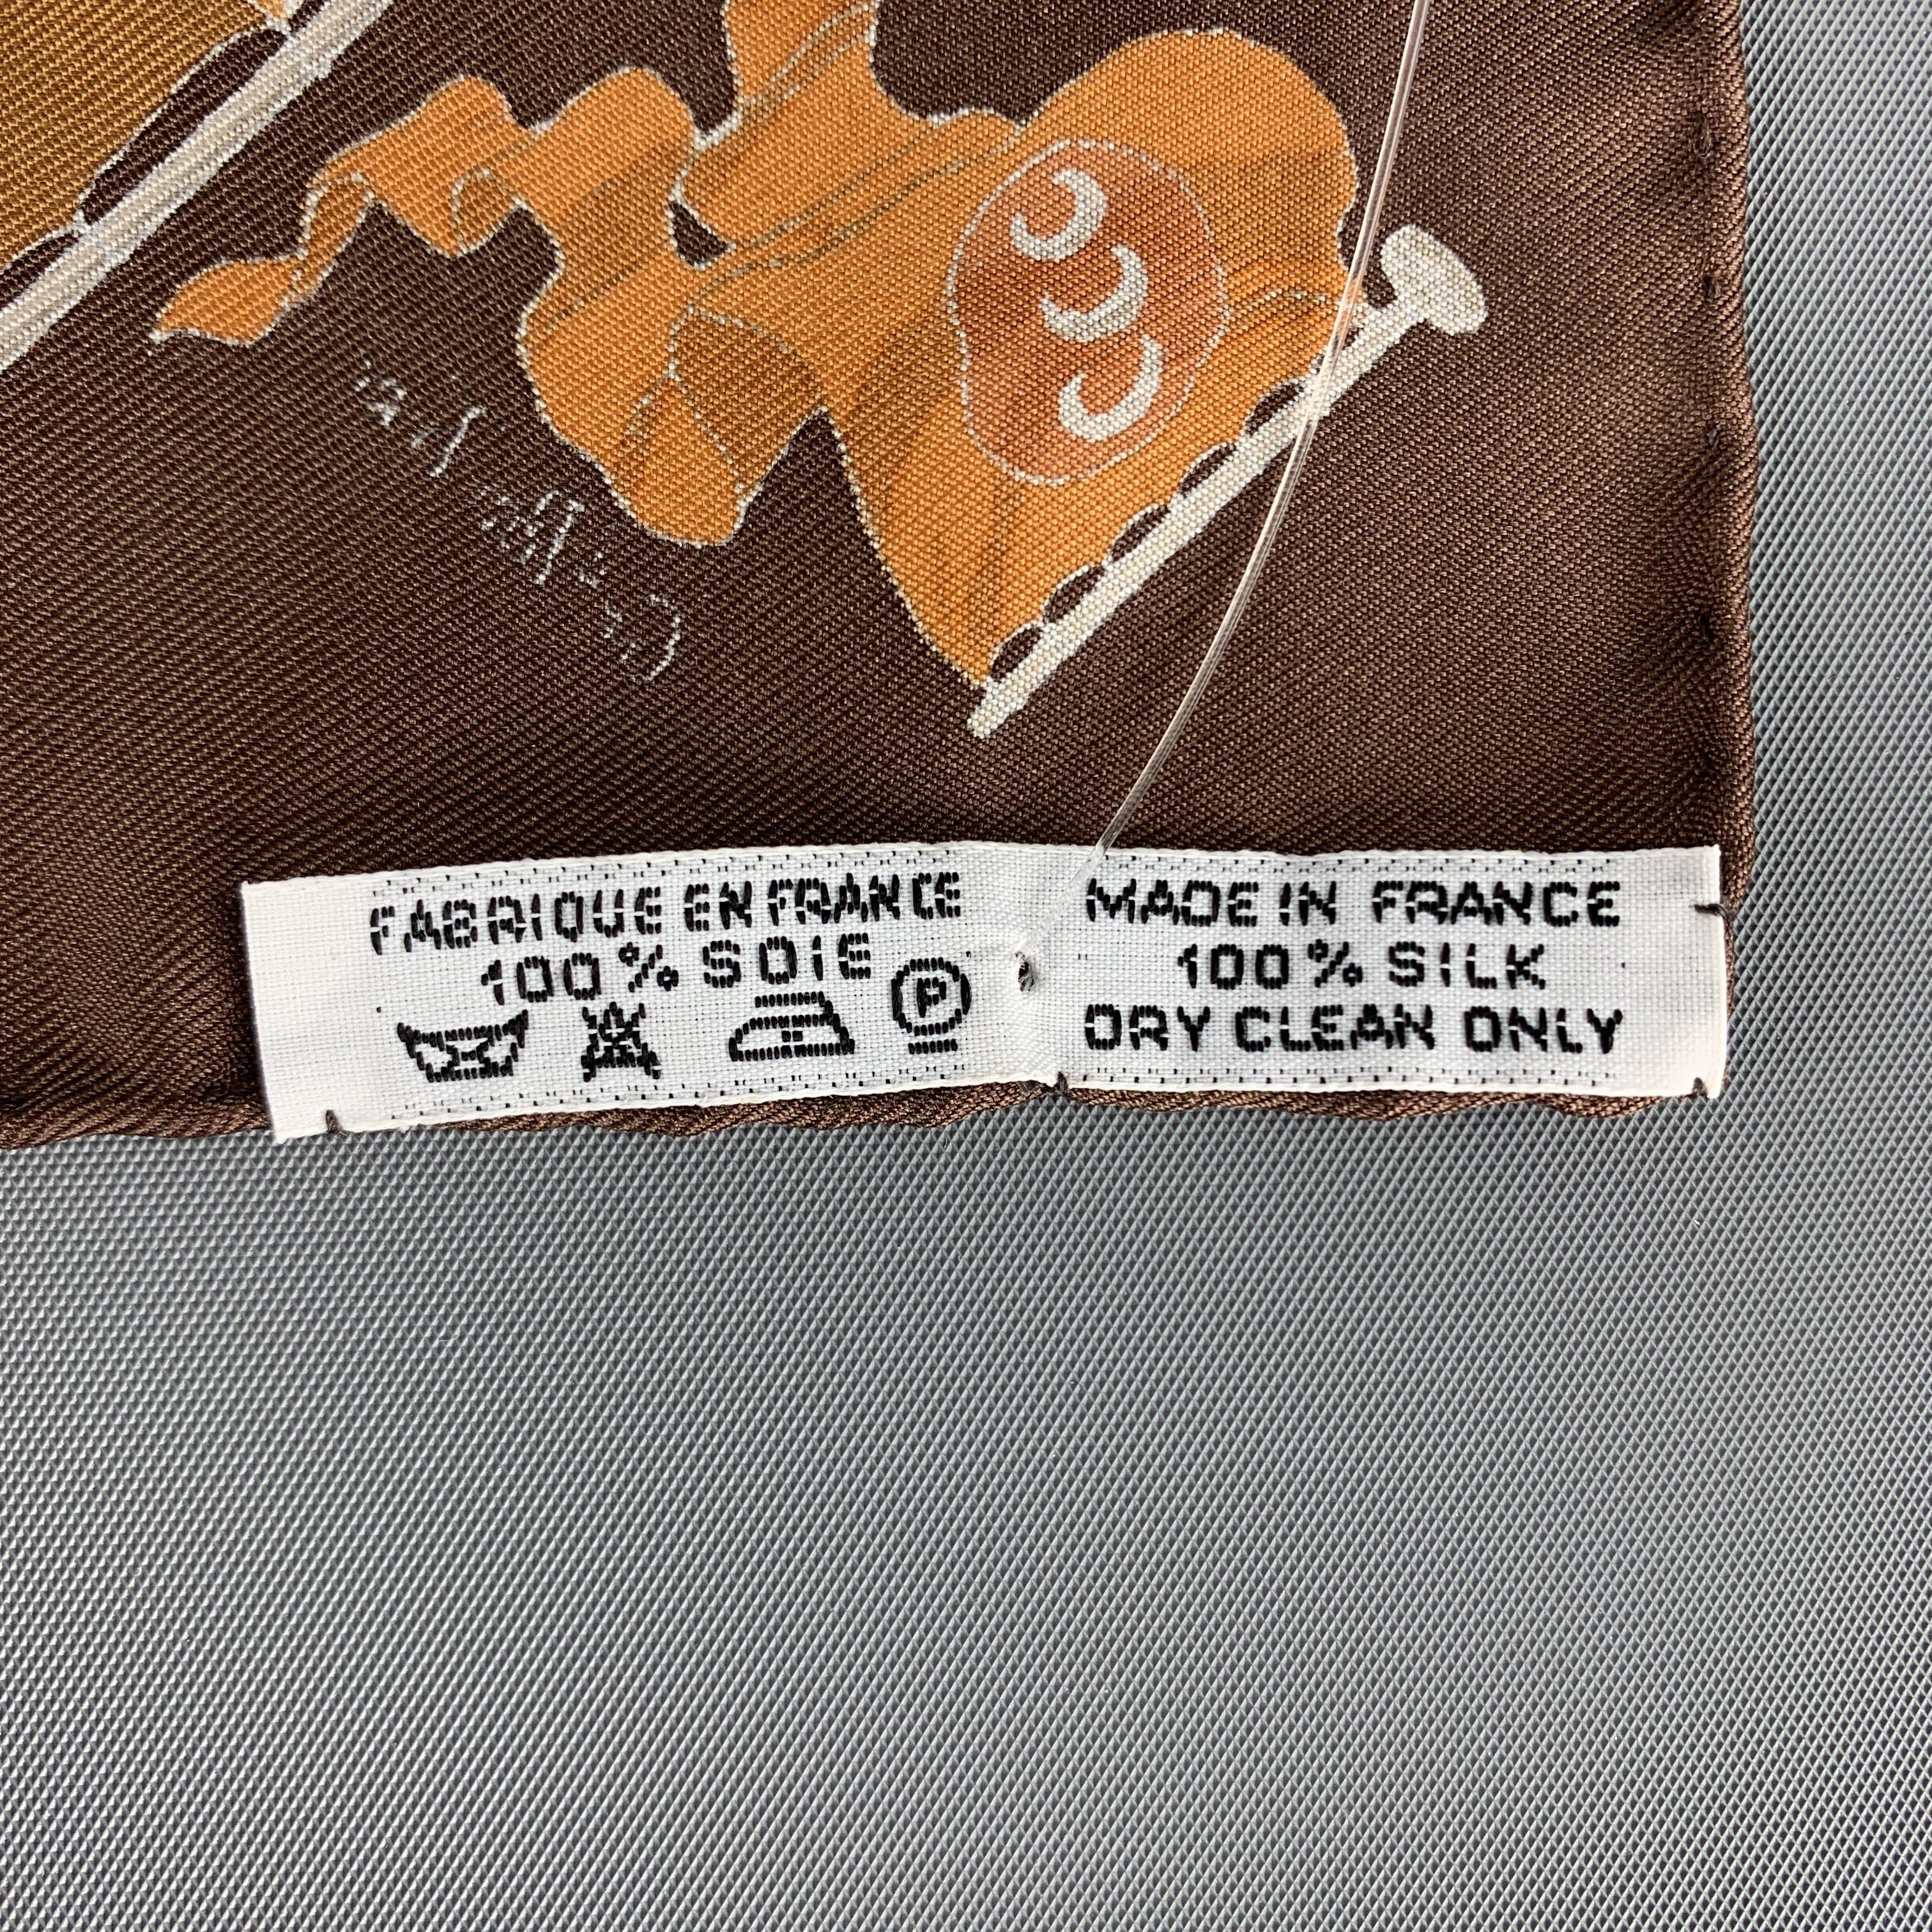 FABRIQUE EN FRANCE
100% SOIE
P
MADE IN FRANCE
100% SILK
DRY CLEAN ONLY